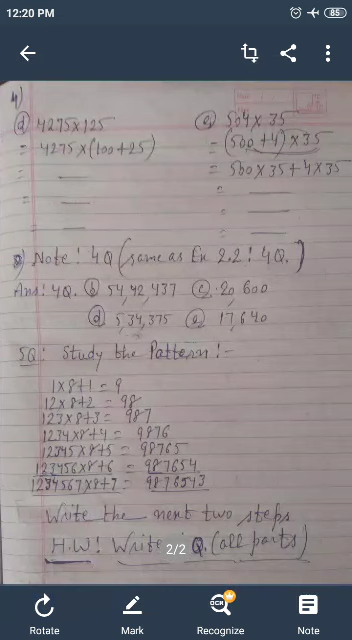 12:20 PM
85
4)
(d) 4275×125
= 4275×(100+25)
=
=
=
(e) 504×35
= (500+4)×35
= 500×35+4×35
=
=
=
Note! 4Q (same as Ex 2.2! 4Q.)
Ans! 4Q. (b) 54,42,437 (c) 20,600
(d) 5,34,375 (e) 17,640
5Q! Study the Pattern!-
1×8+1 = 9
12×8+2 = 98
123×8+3 = 987
1234×8+4 = 9876
12345×8+5 = 98765
123456×8+6 = 987654
1234567×8+7 = 9876543
Write the next two steps
H.W! Write Q. (all parts)
2/2
Rotate
Mark
OCR
Recognize
Note